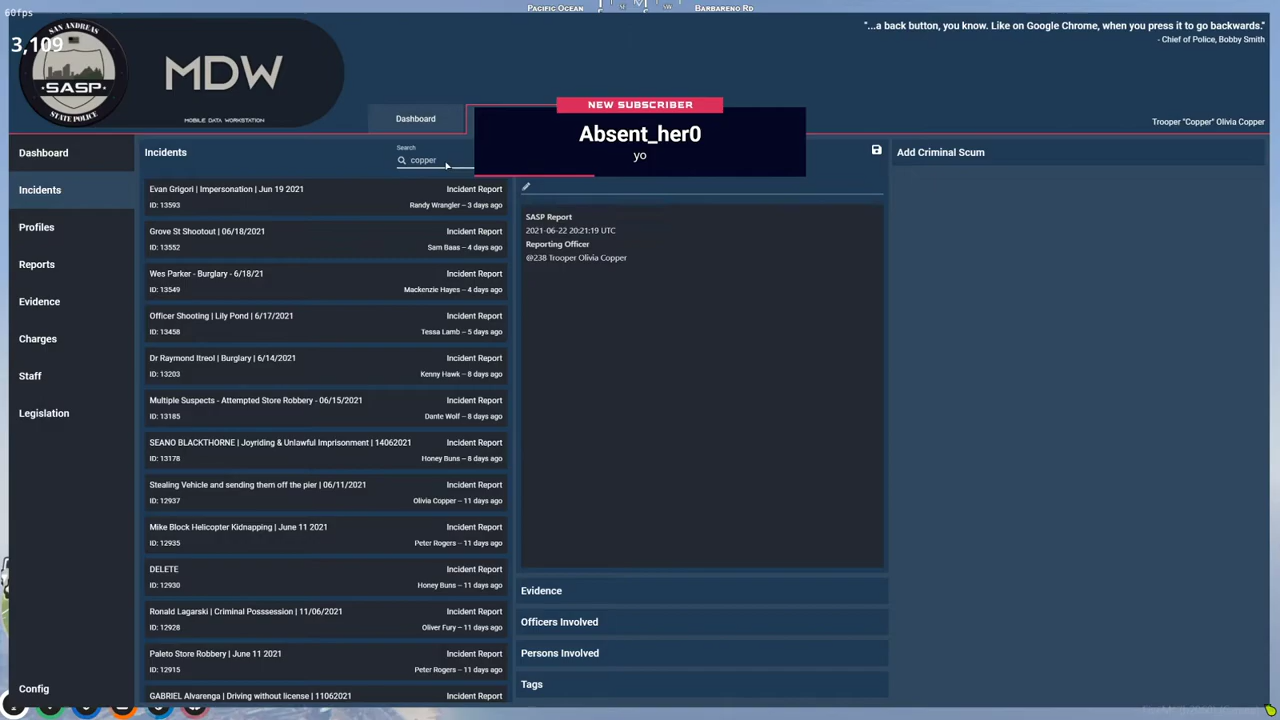 60fps
PACIFIC OCEAN
BARBARENO RD
3,109
SAN ANDREAS
SASP
STATE POLICE
MDW
MOBILE DATA WORKSTATION
"...a back button, you know. Like on Google Chrome, when you press it to go backwards."
- Chief of Police, Bobby Smith
NEW SUBSCRIBER
Absent_her0
yo
Dashboard
Trooper "Copper" Olivia Copper
Dashboard
Incidents
Profiles
Reports
Evidence
Charges
Staff
Legislation
Config
Incidents
Search
copper
Evan Grigori | Impersonation | Jun 19 2021
Incident Report
ID: 13593
Randy Wrangler – 3 days ago
Grove St Shootout | 06/18/2021
Incident Report
ID: 13552
Sam Baas – 4 days ago
Wes Parker - Burglary - 6/18/21
Incident Report
ID: 13549
Mackenzie Hayes – 4 days ago
Officer Shooting | Lily Pond | 6/17/2021
Incident Report
ID: 13458
Tessa Lamb – 5 days ago
Dr Raymond Itreol | Burglary | 6/14/2021
Incident Report
ID: 13203
Kenny Hawk – 8 days ago
Multiple Suspects - Attempted Store Robbery - 06/15/2021
Incident Report
ID: 13185
Dante Wolf – 8 days ago
SEANO BLACKTHORNE | Joyriding & Unlawful Imprisonment | 14062021
Incident Report
ID: 13178
Honey Buns – 8 days ago
Stealing Vehicle and sending them off the pier | 06/11/2021
Incident Report
ID: 12937
Olivia Copper – 11 days ago
Mike Block Helicopter Kidnapping | June 11 2021
Incident Report
ID: 12935
Peter Rogers – 11 days ago
DELETE
Incident Report
ID: 12930
Honey Buns – 11 days ago
Ronald Lagarski | Criminal Posssession | 11/06/2021
Incident Report
ID: 12928
Oliver Fury – 11 days ago
Paleto Store Robbery | June 11 2021
Incident Report
ID: 12915
Peter Rogers – 11 days ago
GABRIEL Alvarenga | Driving without license | 11062021
Incident Report
SASP Report
2021-06-22 20:21:19 UTC
Reporting Officer
@238 Trooper Olivia Copper
Evidence
Officers Involved
Persons Involved
Tags
Add Criminal Scum